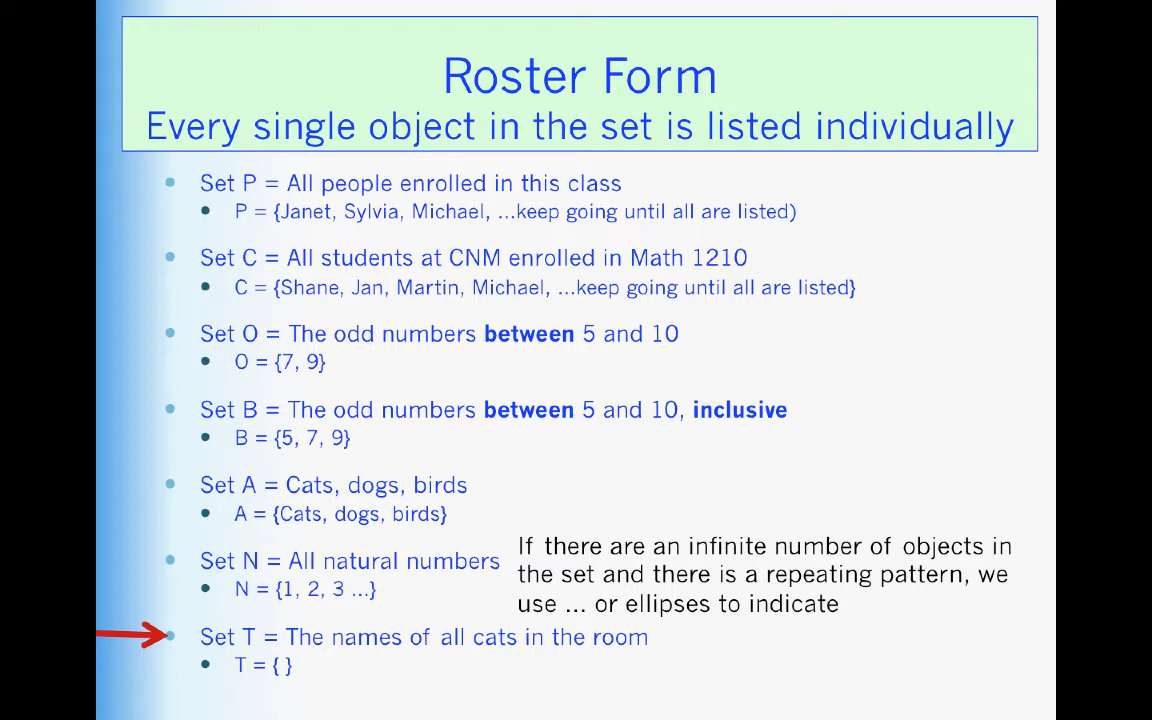 Roster Form
Every single object in the set is listed individually
Set P = All people enrolled in this class
P = {Janet, Sylvia, Michael, ...keep going until all are listed)
Set C = All students at CNM enrolled in Math 1210
C = {Shane, Jan, Martin, Michael, ...keep going until all are listed}
Set O = The odd numbers between 5 and 10
O = {7, 9}
Set B = The odd numbers between 5 and 10, inclusive
B = {5, 7, 9}
Set A = Cats, dogs, birds
A = {Cats, dogs, birds}
Set N = All natural numbers
N = {1, 2, 3 ...}
If there are an infinite number of objects in
the set and there is a repeating pattern, we
use ... or ellipses to indicate
Set T = The names of all cats in the room
T = { }